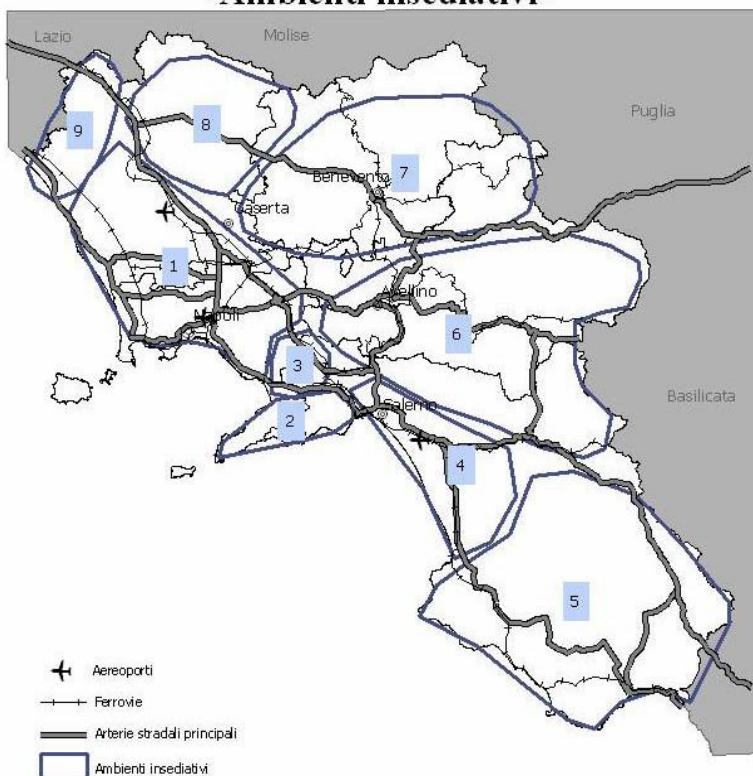 Ambienti insediativi
Lazio
Molise
Puglia
9
8
7
Benevento
Caserta
1
Avellino
Napoli
6
3
Basilicata
2
Salerno
4
5
Aereoporti
Ferrovie
Arterie stradali principali
Ambienti insediativi